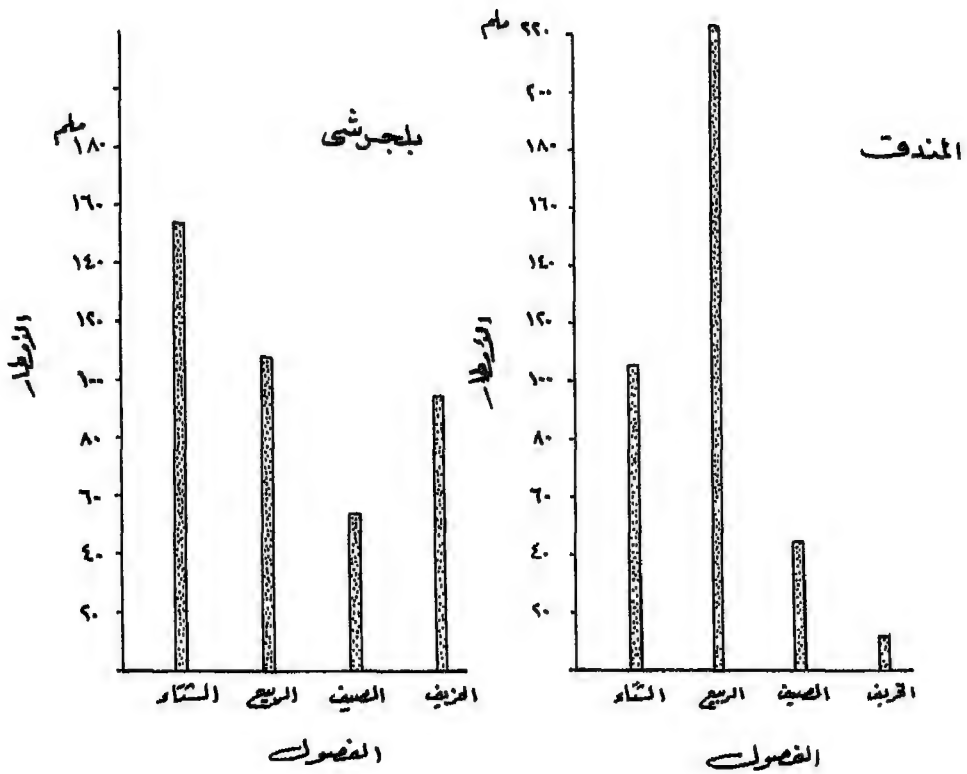 المندق
ملم ٢٢٠
٢٠٠
١٨٠
١٦٠
١٤٠
١٢٠
١٠٠
٨٠
٦٠
٤٠
٢٠
الأمطار
الشتاء الربيع الصيف الخريف
الفصول
بلجرشى
ملم
١٨٠
١٦٠
١٤٠
١٢٠
١٠٠
٨٠
٦٠
٤٠
٢٠
الأمطار
الشتاء الربيع الصيف الخريف
الفصول